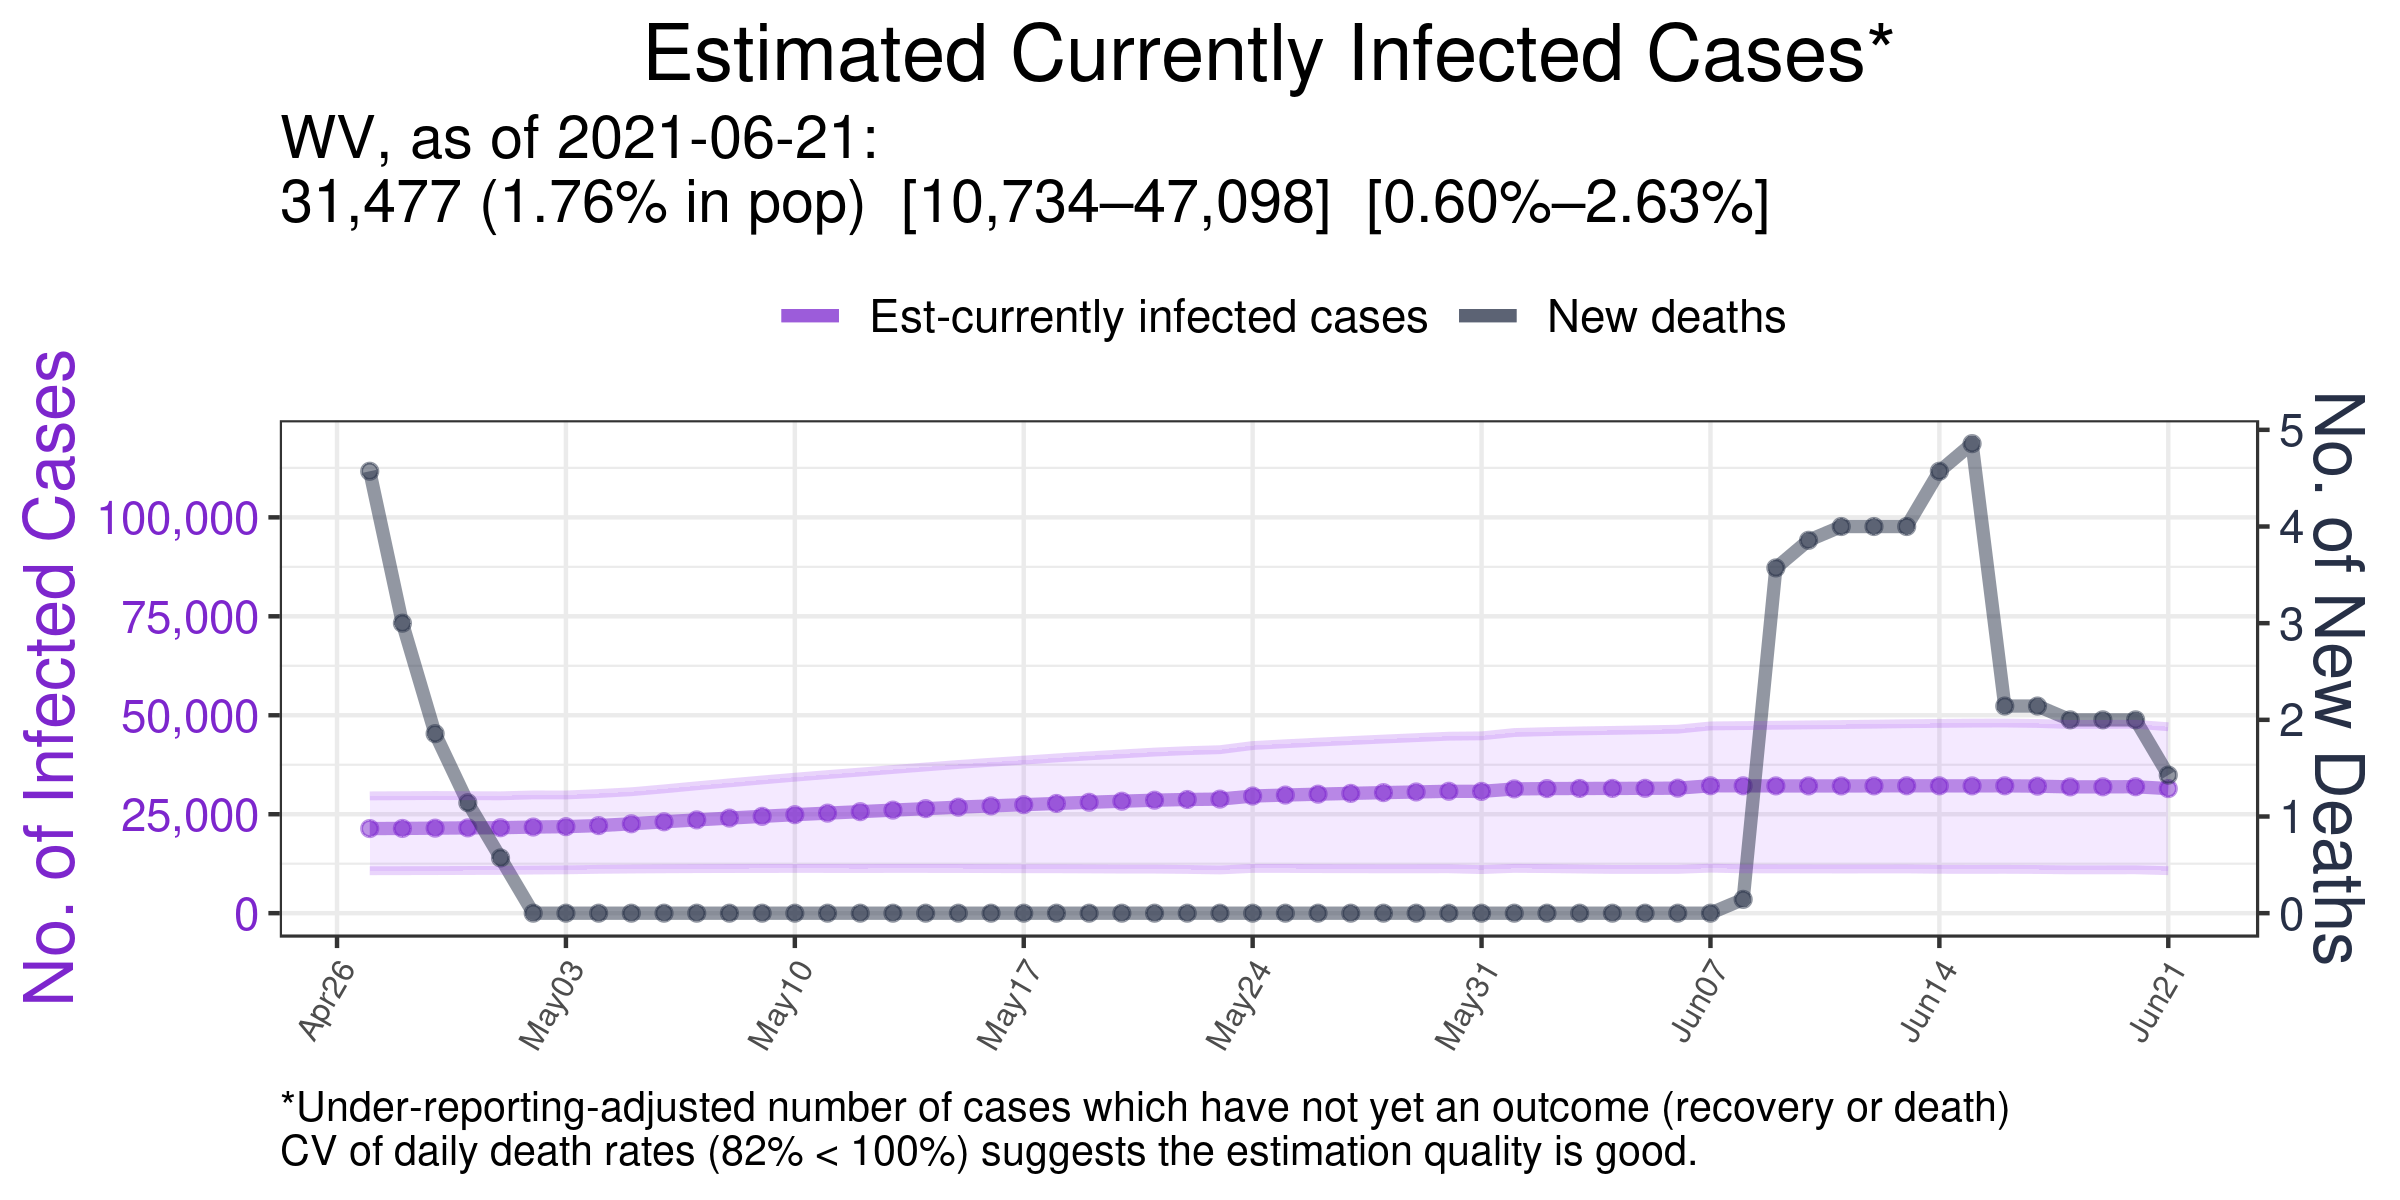 Estimated Currently Infected Cases*
WV, as of 2021-06-21:
31,477 (1.76% in pop)  [10,734–47,098]  [0.60%–2.63%]
Est-currently infected cases
New deaths
No. of Infected Cases
100,000
75,000
50,000
25,000
0
5
4
3
2
1
0
No. of New Deaths
Apr26
May03
May10
May17
May24
May31
Jun07
Jun14
Jun21
*Under-reporting-adjusted number of cases which have not yet an outcome (recovery or death)
CV of daily death rates (82% < 100%) suggests the estimation quality is good.